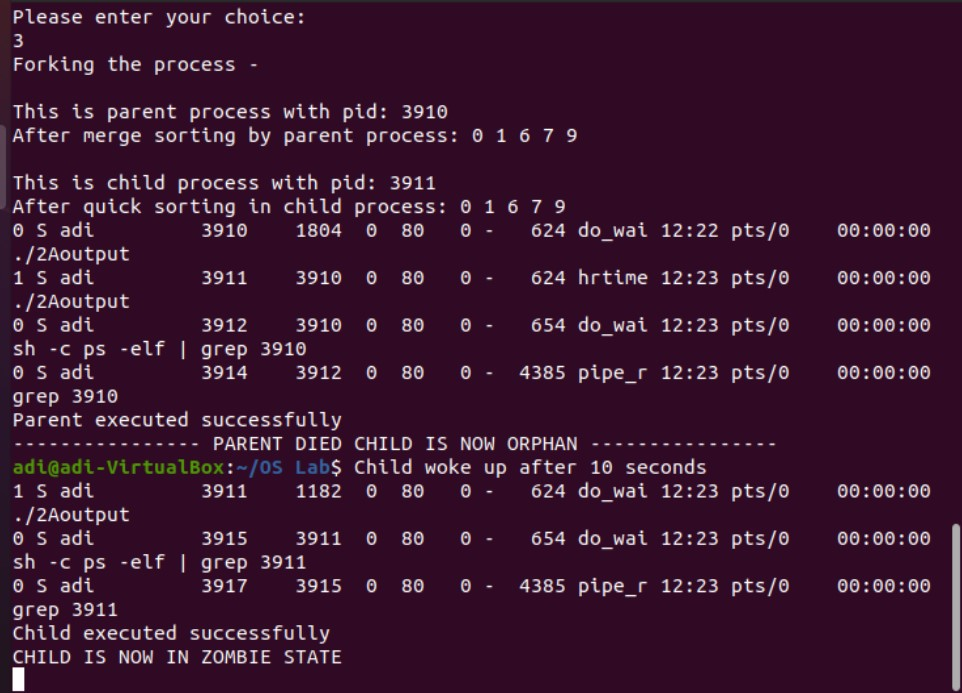 Please enter your choice:
3
Forking the process -
This is parent process with pid: 3910
After merge sorting by parent process: 0 1 6 7 9
This is child process with pid: 3911
After quick sorting in child process: 0 1 6 7 9
0 S adi         3910    1804  0  80   0 -   624 do_wai 12:22 pts/0    00:00:00
./2Aoutput
1 S adi         3911    3910  0  80   0 -   624 hrtime 12:23 pts/0    00:00:00
./2Aoutput
0 S adi         3912    3910  0  80   0 -   654 do_wai 12:23 pts/0    00:00:00
sh -c ps -elf | grep 3910
0 S adi         3914    3912  0  80   0 -  4385 pipe_r 12:23 pts/0    00:00:00
grep 3910
Parent executed successfully
---------------- PARENT DIED CHILD IS NOW ORPHAN ----------------
adi@adi-VirtualBox:~/OS Lab$ Child woke up after 10 seconds
1 S adi         3911    1182  0  80   0 -   624 do_wai 12:23 pts/0    00:00:00
./2Aoutput
0 S adi         3915    3911  0  80   0 -   654 do_wai 12:23 pts/0    00:00:00
sh -c ps -elf | grep 3911
0 S adi         3917    3915  0  80   0 -  4385 pipe_r 12:23 pts/0    00:00:00
grep 3911
Child executed successfully
CHILD IS NOW IN ZOMBIE STATE